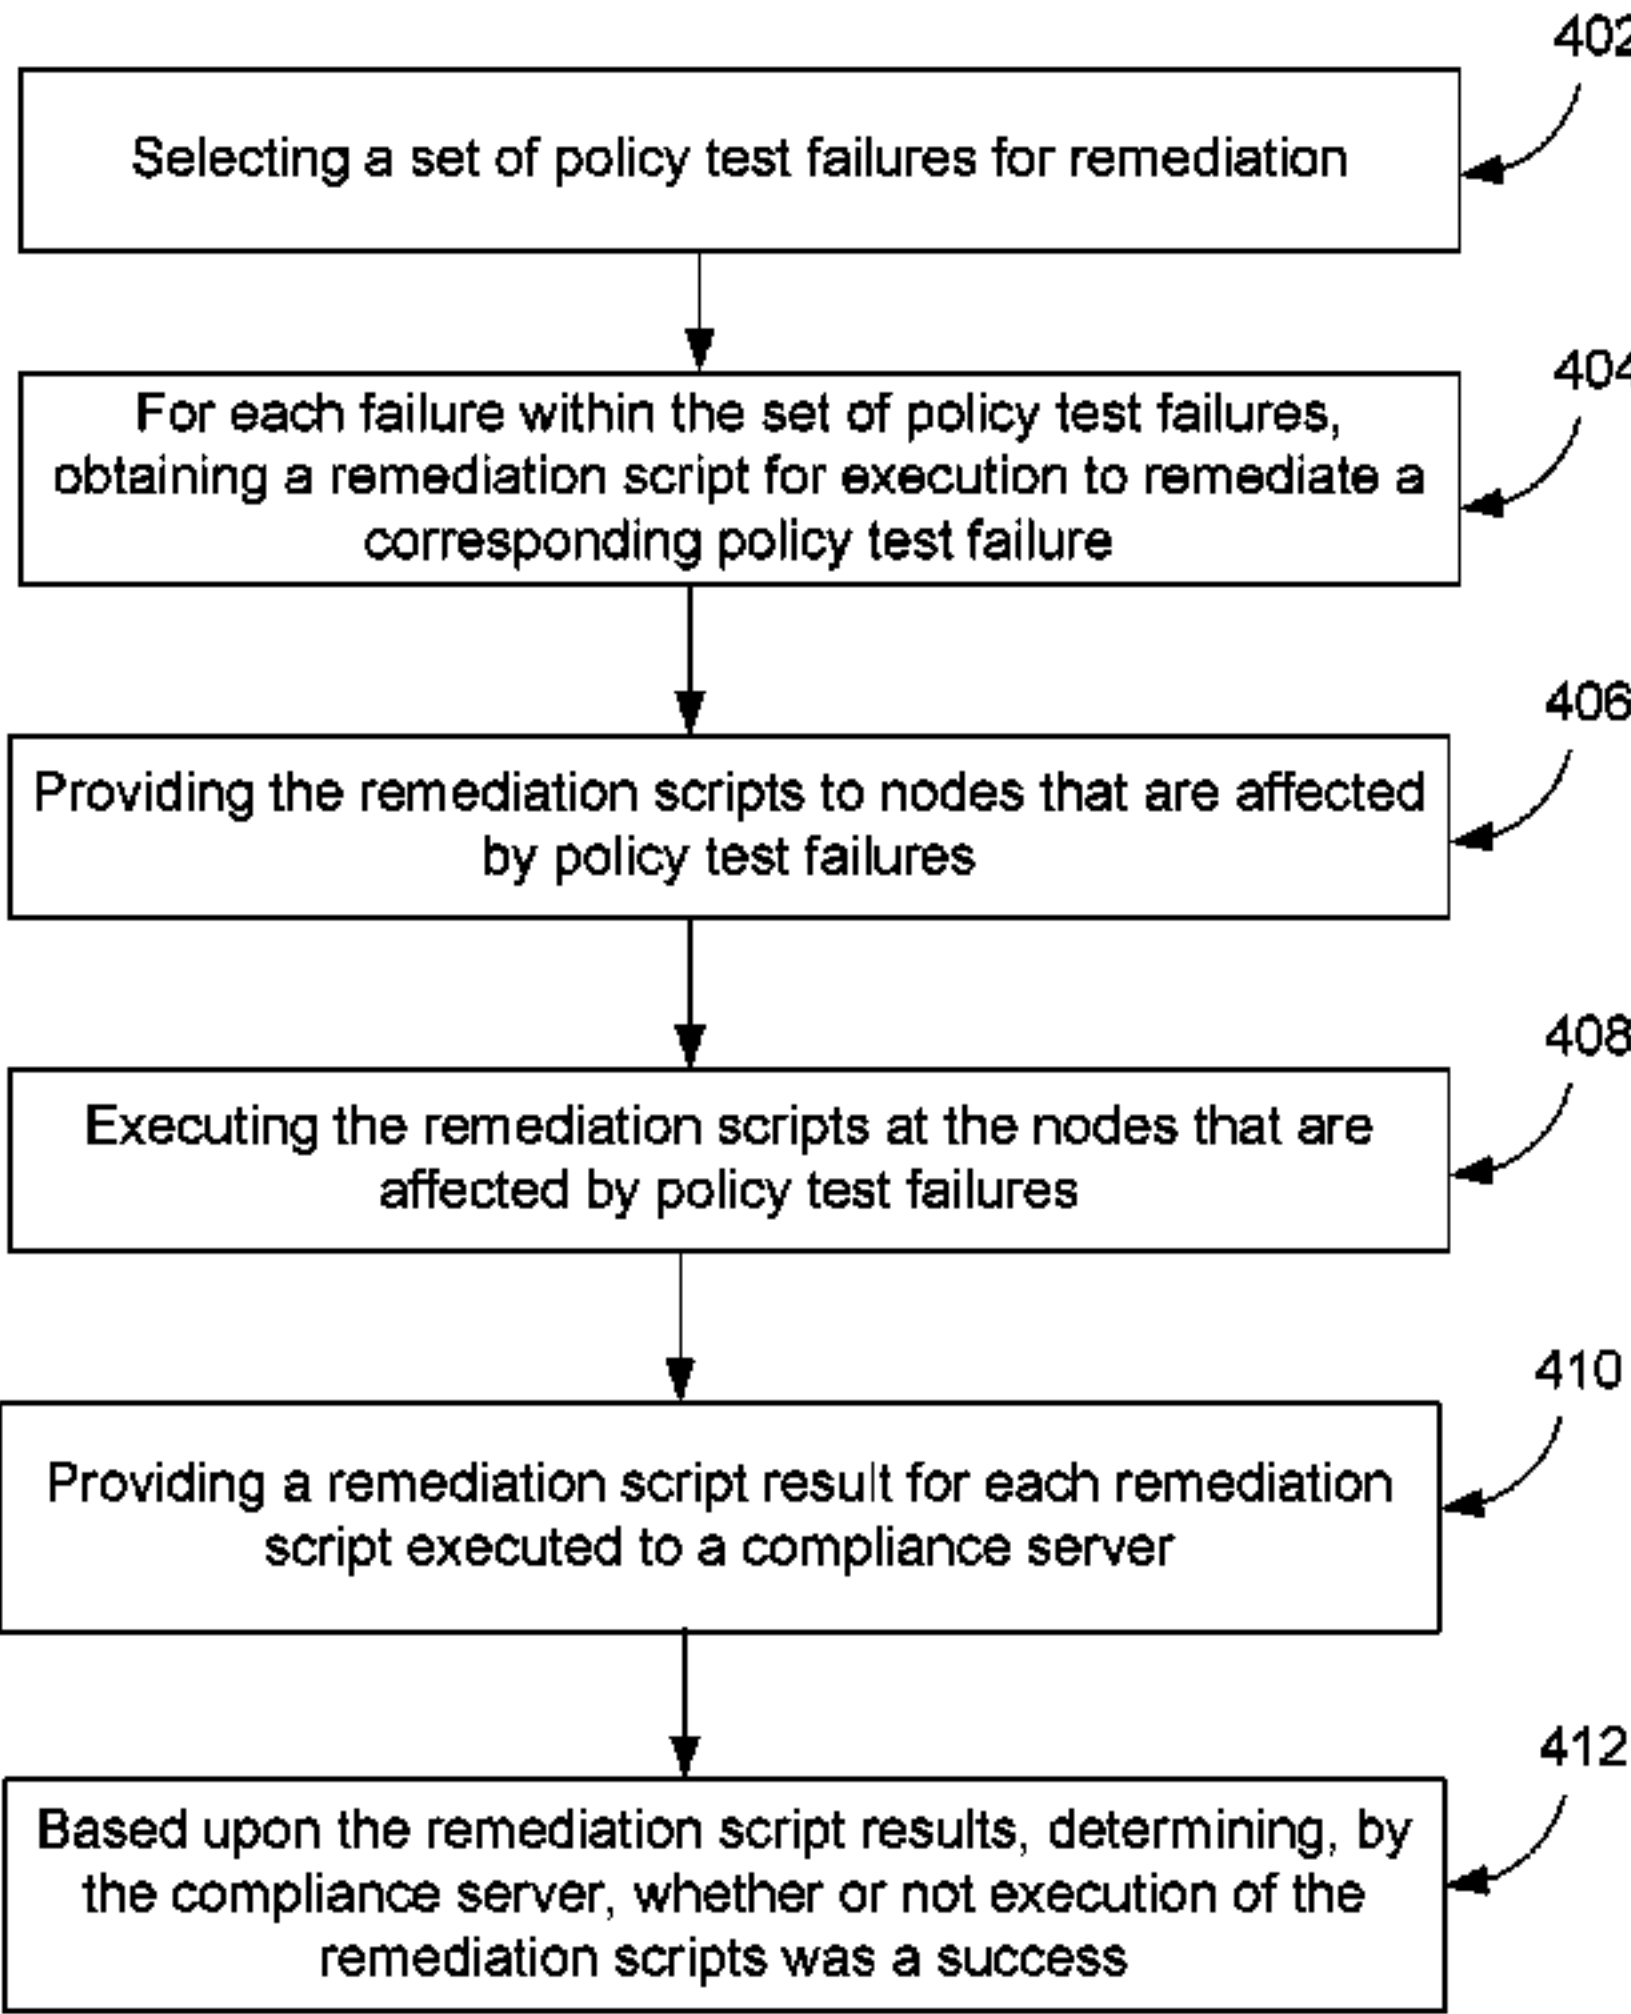 402
Selecting a set of policy test failures for remediation
404
For each failure within the set of policy test failures,
obtaining a remediation script for execution to remediate a
corresponding policy test failure
406
Providing the remediation scripts to nodes that are affected
by policy test failures
408
Executing the remediation scripts at the nodes that are
affected by policy test failures
410
Providing a remediation script result for each remediation
script executed to a compliance server
412
Based upon the remediation script results, determining, by
the compliance server, whether or not execution of the
remediation scripts was a success